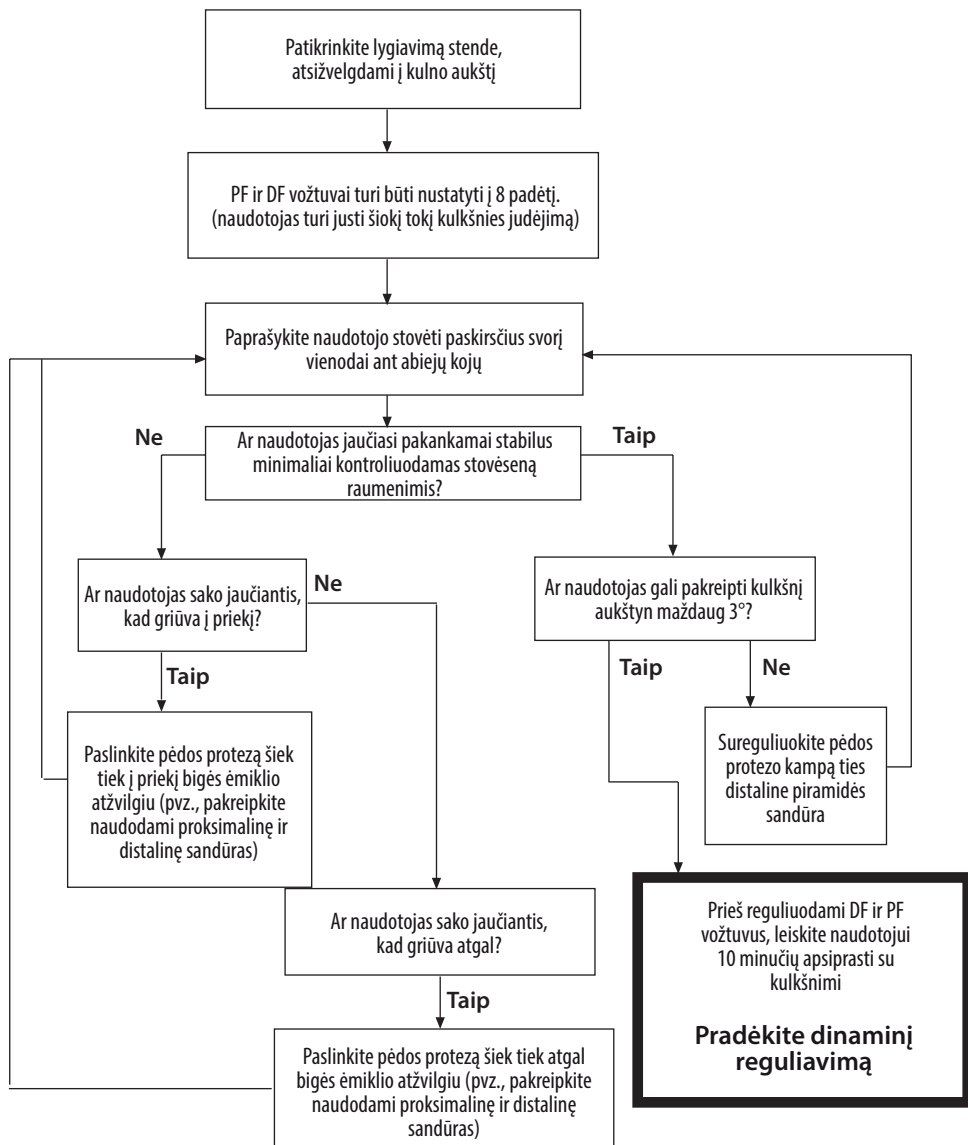 Patikrinkite lygiavimą stende,
atsižvelgdami į kulno aukštį
PF ir DF vožtuvai turi būti nustatyti į 8 padėtį.
(naudotojas turi justi šiokį tokį kulkšnies judėjimą)
Paprašykite naudotojo stovėti paskirsčius svorį
vienodai ant abiejų kojų
Ne
Ar naudotojas jaučiasi pakankamai stabilus
minimaliai kontroliuodamas stovėseną
raumenimis?
Taip
Ar naudotojas sako jaučiantis,
kad griūva į priekį?
Ne
Ar naudotojas gali pakreipti kulkšnį
aukštyn maždaug 3°?
Taip
Taip
Ne
Paslinkite pėdos protezą šiek
tiek į priekį bigės ėmiklio
atžvilgiu (pvz., pakreipkite
naudodami proksimalinę ir
distalinę sandūras)
Sureguliuokite pėdos
protezo kampą ties
distaline piramidės
sandūra
Ar naudotojas sako jaučiantis,
kad griūva atgal?
Taip
Paslinkite pėdos protezą šiek tiek atgal
bigės ėmiklio atžvilgiu (pvz., pakreipkite
naudodami proksimalinę ir distalinę
sandūras)
Prieš reguliuodami DF ir PF
vožtuvus, leiskite naudotojui
10 minučių apsiprasti su
kulkšnimi
Pradėkite dinaminį
reguliavimą